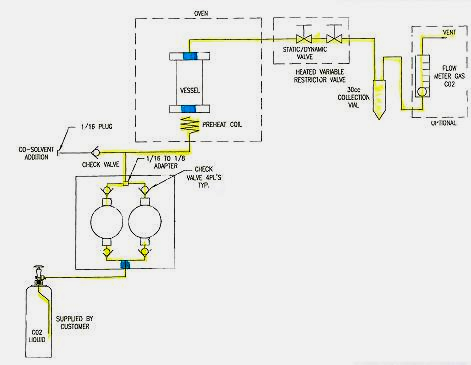 OVEN
VENT
STATIC/DYNAMIC
VALVE
FLOW
METER GAS
CO2
HEATED VARIABLE
RESTRICTOR VALVE
VESSEL
30cc
COLLECTION
VIAL
PREHEAT COIL
OPTIONAL
1/16 PLUG
CO-SOLVENT
ADDITION
CHECK VALVE
1/16 TO 1/8
ADAPTER
CHECK
VALVE 4PL'S
TYP.
SUPPLIED BY
CUSTOMER
CO2
LIQUID